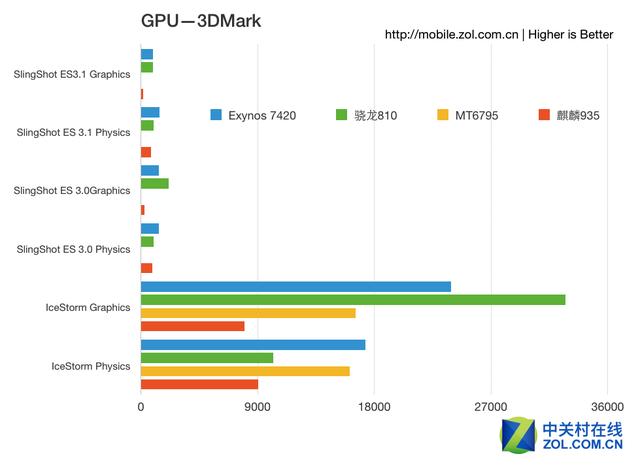 GPU—3DMark
http://mobile.zol.com.cn | Higher is Better
SlingShot ES3.1 Graphics
Exynos 7420 骁龙810 MT6795 麒麟935
SlingShot ES 3.1 Physics
SlingShot ES 3.0Graphics
SlingShot ES 3.0 Physics
IceStorm Graphics
IceStorm Physics
0 9000 18000 27000 36000
Z 中关村在线
ZOL.COM.CN